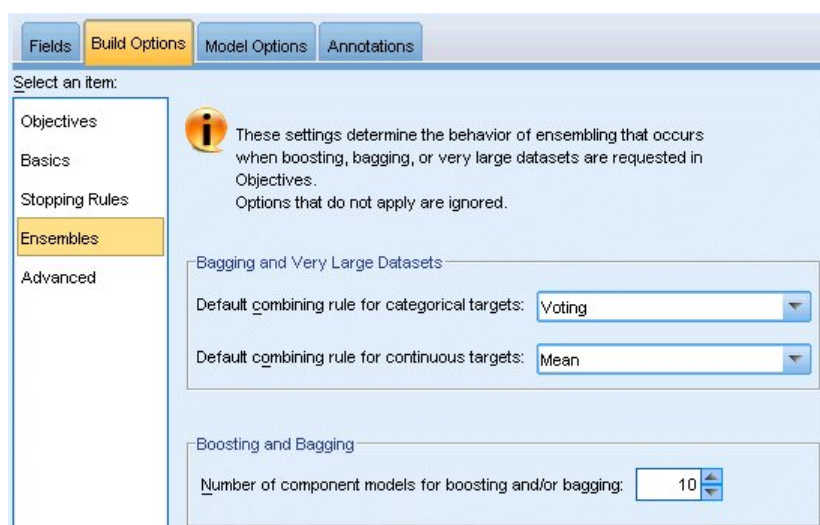 Fields Build Options Model Options Annotations
Select an item:
Objectives
Basics
Stopping Rules
Ensembles
Advanced
These settings determine the behavior of ensembling that occurs
when boosting, bagging, or very large datasets are requested in
Objectives.
Options that do not apply are ignored.
Bagging and Very Large Datasets
Default combining rule for categorical targets: Voting
Default combining rule for continuous targets: Mean
Boosting and Bagging
Number of component models for boosting and/or bagging: 10